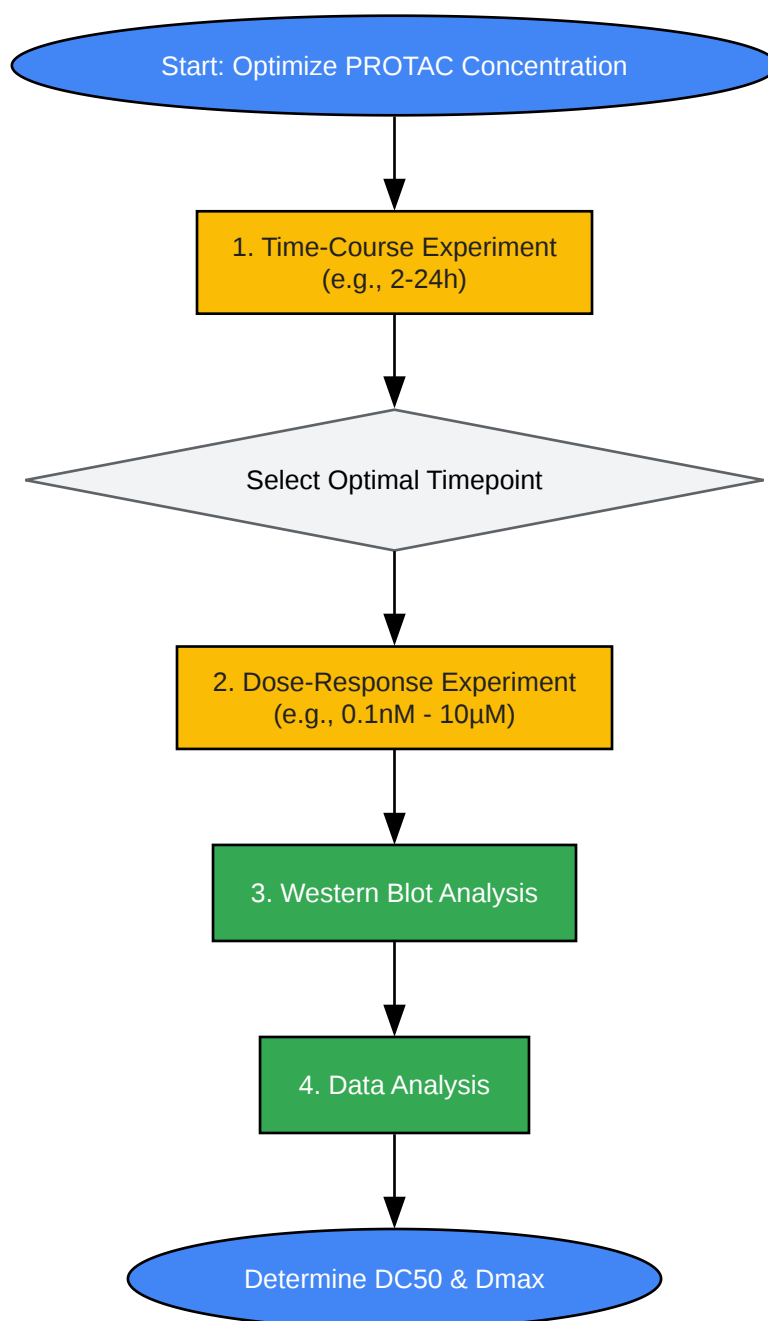 Start: Optimize PROTAC Concentration
1. Time-Course Experiment
(e.g., 2-24h)
Select Optimal Timepoint
2. Dose-Response Experiment
(e.g., 0.1nM - 10µM)
3. Western Blot Analysis
4. Data Analysis
Determine DC50 & Dmax